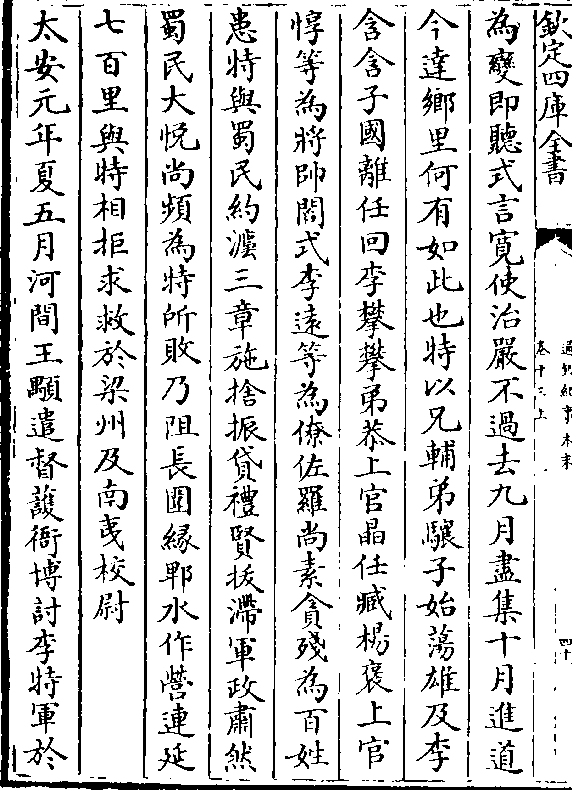 欽定四庫全書
通鑑紀事本末
卷十三上
四十
為變即聽式言寛使治嚴不過去九月盡集十月進道
今達鄉里何有如此也特以兄輔弟驤子始蕩雄及李
含含子國離任回李攀攀弟恭上官晶任臧楊褒上官
惇等為將帥閻式李遠等為僚佐羅尚素貪殘為百姓
患特與蜀民約灋三章施捨振貸禮賢拔滯軍政肅然
蜀民大悅尚頻為特所敗乃阻長圍緣郫水作營連延
七百里與特相拒求救於梁州及南夷校尉
太安元年夏五月河間王顒遣督護衙博討李特軍於